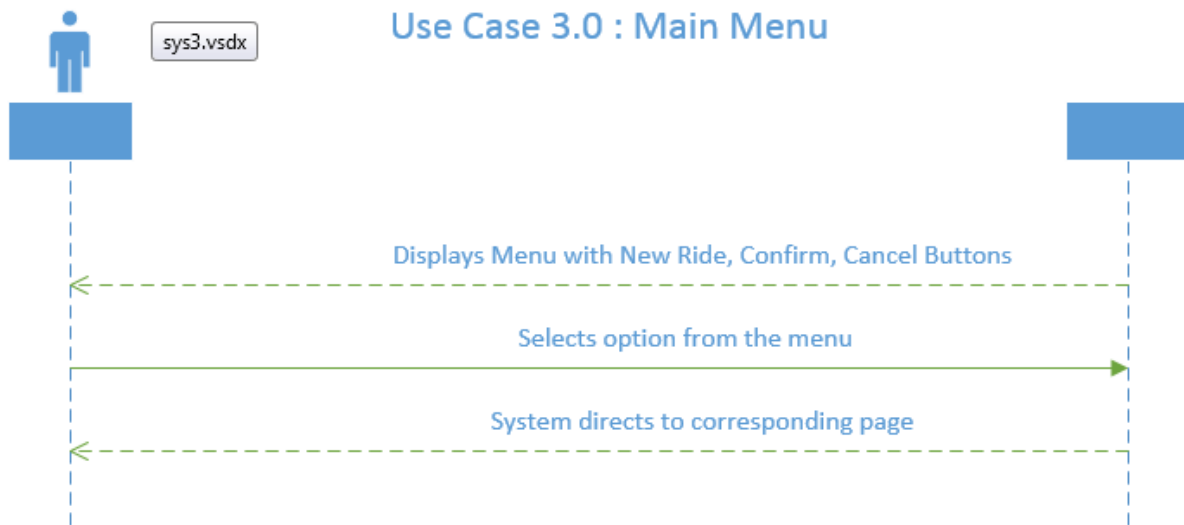 Use Case 3.0 : Main Menu
sys3.vsdx
Displays Menu with New Ride, Confirm, Cancel Buttons
Selects option from the menu
System directs to corresponding page